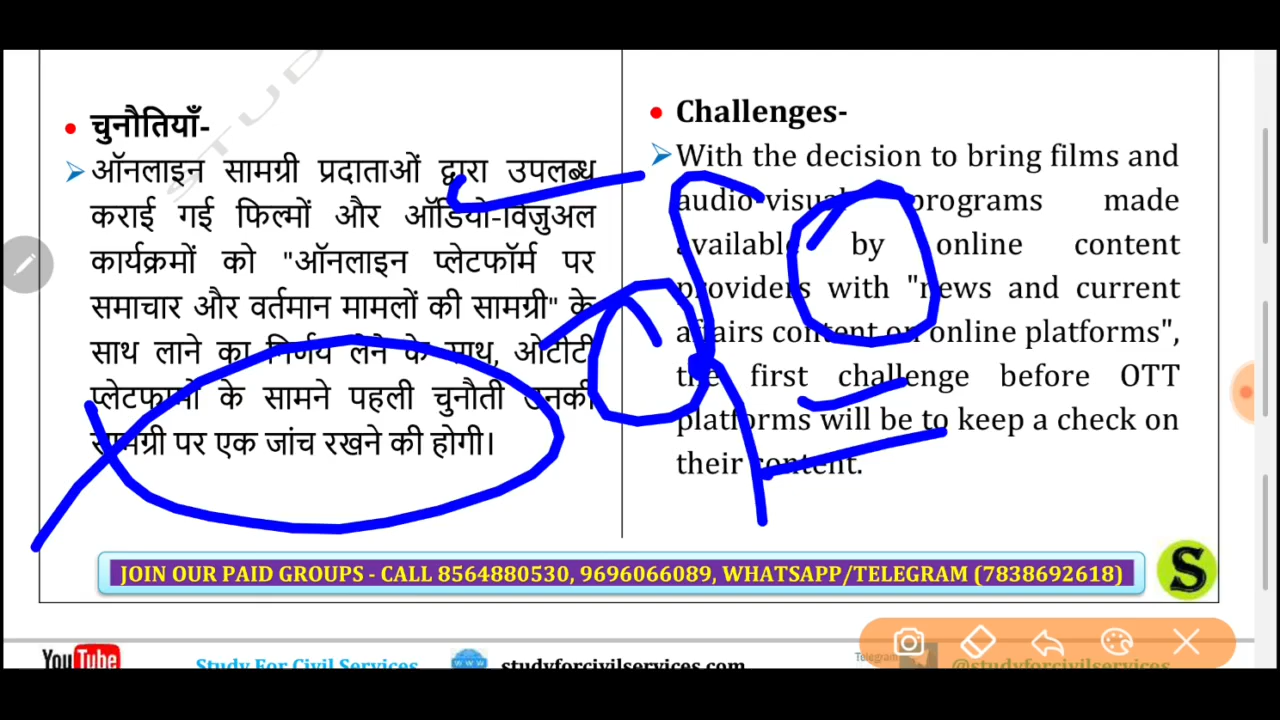 STUD
चुनौतियाँ-
ऑनलाइन सामग्री प्रदाताओं द्वारा उपलब्ध
कराई गई फिल्मों और ऑडियो-विज़ुअल
कार्यक्रमों को "ऑनलाइन प्लेटफॉर्म पर
समाचार और वर्तमान मामलों की सामग्री" के
साथ लाने का निर्णय लेने के साथ, ओटीटी
प्लेटफार्मों के सामने पहली चुनौती उनकी
सामग्री पर एक जांच रखने की होगी।
Challenges-
With the decision to bring films and
audio-visual programs made
available by online content
providers with "news and current
affairs content on online platforms",
the first challenge before OTT
platforms will be to keep a check on
their content.
JOIN OUR PAID GROUPS - CALL 8564880530, 9696066089, WHATSAPP/TELEGRAM (7838692618)
S
YouTube Study For Civil Services www studyforcivilservices.com Telegram @studyforcivilservices